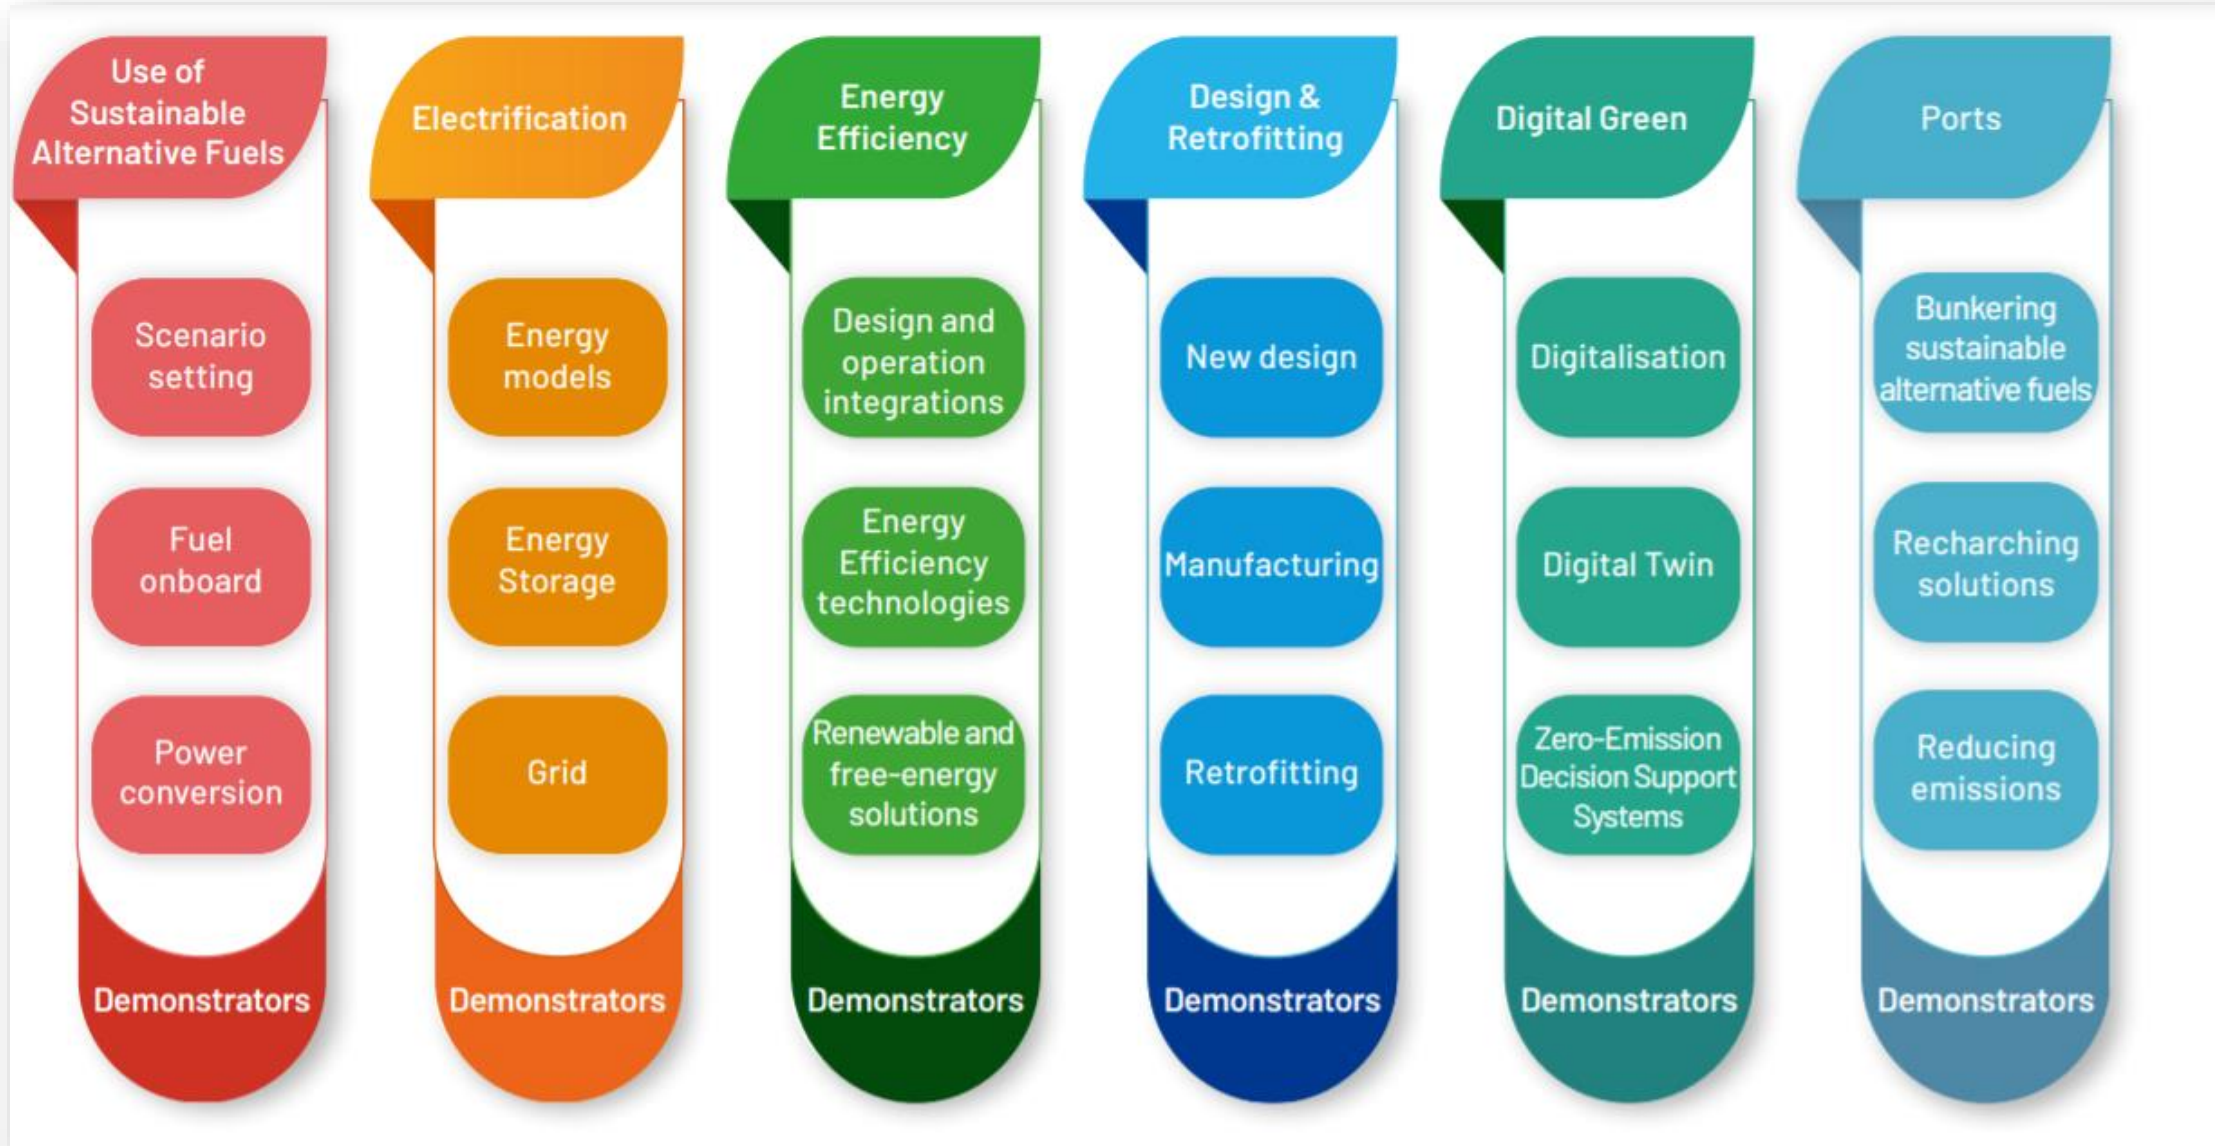 Use of
Sustainable
Alternative Fuels
Scenario
setting
Fuel
onboard
Power
conversion
Demonstrators
Electrification
Energy
models
Energy
Storage
Grid
Demonstrators
Energy
Efficiency
Design and
operation
integrations
Energy
Efficiency
technologies
Renewable and
free-energy
solutions
Demonstrators
Design &
Retrofitting
New design
Manufacturing
Retrofitting
Demonstrators
Digital Green
Digitalisation
Digital Twin
Zero-Emission
Decision Support
Systems
Demonstrators
Ports
Bunkering
sustainable
alternative fuels
Recharching
solutions
Reducing
emissions
Demonstrators